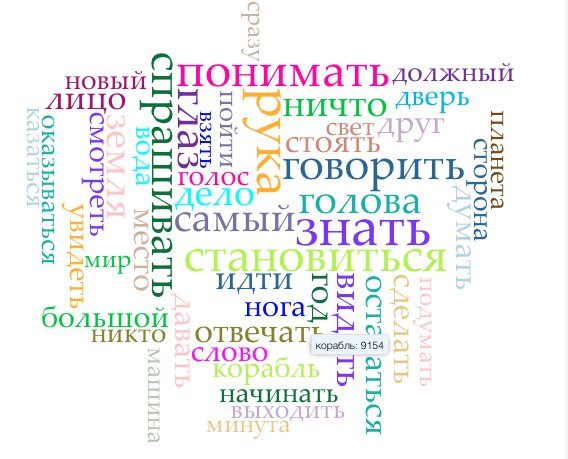 сразу
понимать
должный
новый
лицо
спрашивать
глаз
пойти
рука
ничто
дверь
казаться
оказываться
смотреть
земля
вода
взять
свет
друг
стоять
планета
сторона
голос
говорить
дело
голова
думать
самый
знать
увидеть
место
мир
становиться
идти
год
видеть
остаться
сделать
подумать
нога
давать
большой
никто
отвечать
слово
корабль: 9154
корабль
машина
начинать
выходить
минута